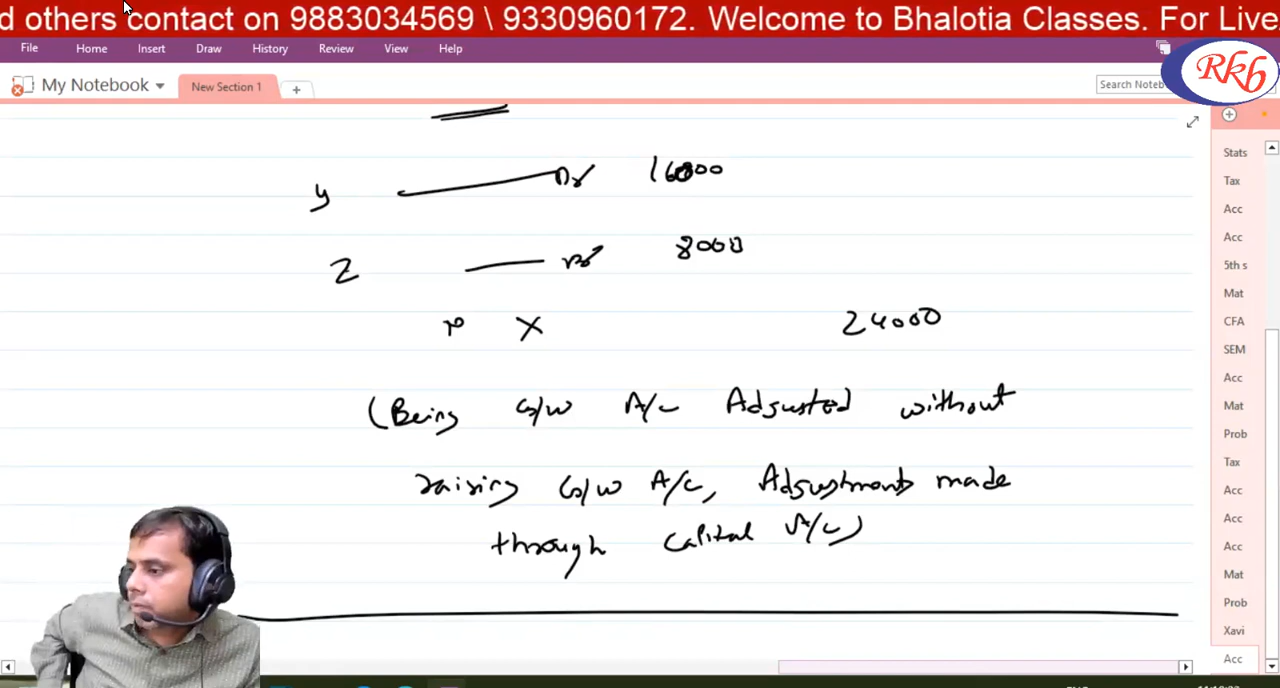 d others contact on 9883034569 \ 9330960172. Welcome to Bhalotia Classes. For Live
File Home Insert Draw History Review View Help
My Notebook New Section 1 +
Search Noteb
Rkb
y Dr 16000
Z Dr 8000
To X 24000
(Being G/W A/C Adjusted without
raising G/W A/C, Adjustments made
through Capital A/C)
Stats
Tax
Acc
Acc
5th s
Mat
CFA
SEM
Acc
Mat
Prob
Tax
Acc
Acc
Acc
Mat
Prob
Xavi
Acc